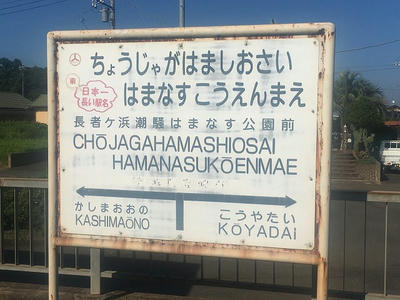 ちょうじゃがはましおさい
はまなすこうえんまえ
日本一
長い駅名
長者ケ浜潮騒はまなす公園前
CHŌJAGAHAMASHIOSAI
HAMANASUKŌENMAE
かしまおおの
KASHIMAŌNO
こうやだい
KŌYADAI